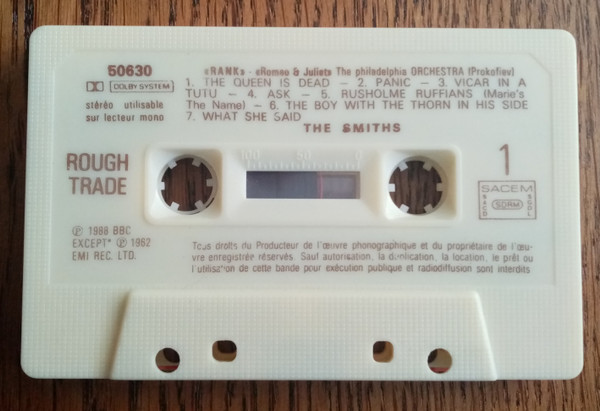 50630
DOLBY SYSTEM
stéréo utilisable
sur lecteur mono
«RANK» - «Romeo & Juliet» The philadelphia ORCHESTRA (Prokofiev)
1. THE QUEEN IS DEAD - 2. PANIC - 3. VICAR IN A
TUTU - 4. ASK - 5. RUSHOLME RUFFIANS (Marie's
The Name) - 6. THE BOY WITH THE THORN IN HIS SIDE
7. WHAT SHE SAID
THE SMITHS
ROUGH
TRADE
100 50 0
1
SACEM
SACD SDRM SGDL
℗ 1988 BBC
EXCEPT* ℗ 1962
EMI REC. LTD.
Tous droits du Producteur de l'œuvre phonographique et du propriétaire de l'œu-
vre enregistrée réservés. Sauf autorisation, la duplication, la location, le prêt ou
l'utilisation de cette bande pour exécution publique et radiodiffusion sont interdits